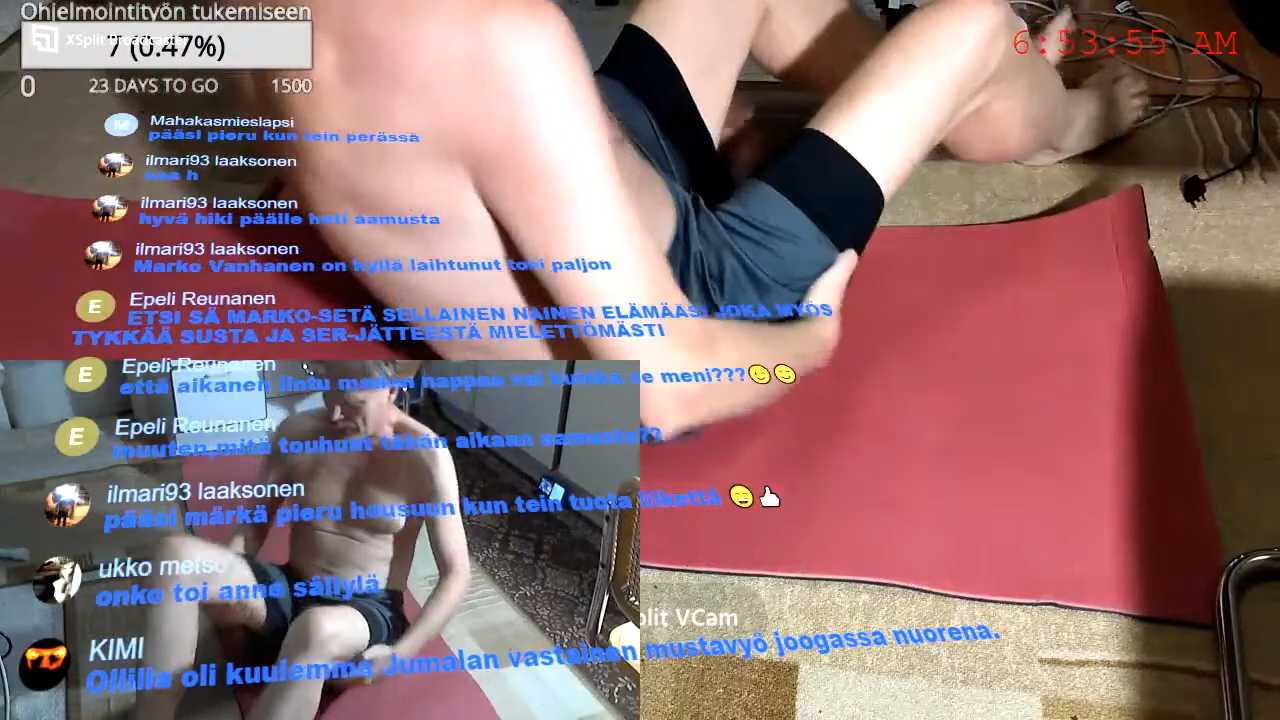 Ohjelmointityön tukemiseen
XSplit Broadcaster
7 (0.47%)
0 23 DAYS TO GO 1500
6:53:55 AM
M Mahakasmieslapsi
pääsi pieru kun tein perässä
ilmari93 laaksonen
sas h
ilmari93 laaksonen
hyvä hiki päälle heti aamusta
ilmari93 laaksonen
Marko Vanhanen on kyllä laihtunut tosi paljon
E Epeli Reunanen
ETSI SÄ MARKO-SETÄ SELLAINEN NAINEN ELÄMÄÄSI JOKA MYÖS
TYKKÄÄ SUSTA JA SER-JÄTTEESTÄ MIELETTÖMÄSTI
E Epeli Reunanen
että aikanen lintu madon nappaa vai kuinka se meni???
E Epeli Reunanen
muuten,mitä touhuat tähän aikaan aamusta??
ilmari93 laaksonen
pääsi märkä pieru housuun kun tein tuota liikettä
ukko metso
onko toi anne sällylä
plit VCam
KIMI
Ollilla oli kuulemma Jumalan vastainen mustavyö joogassa nuorena.